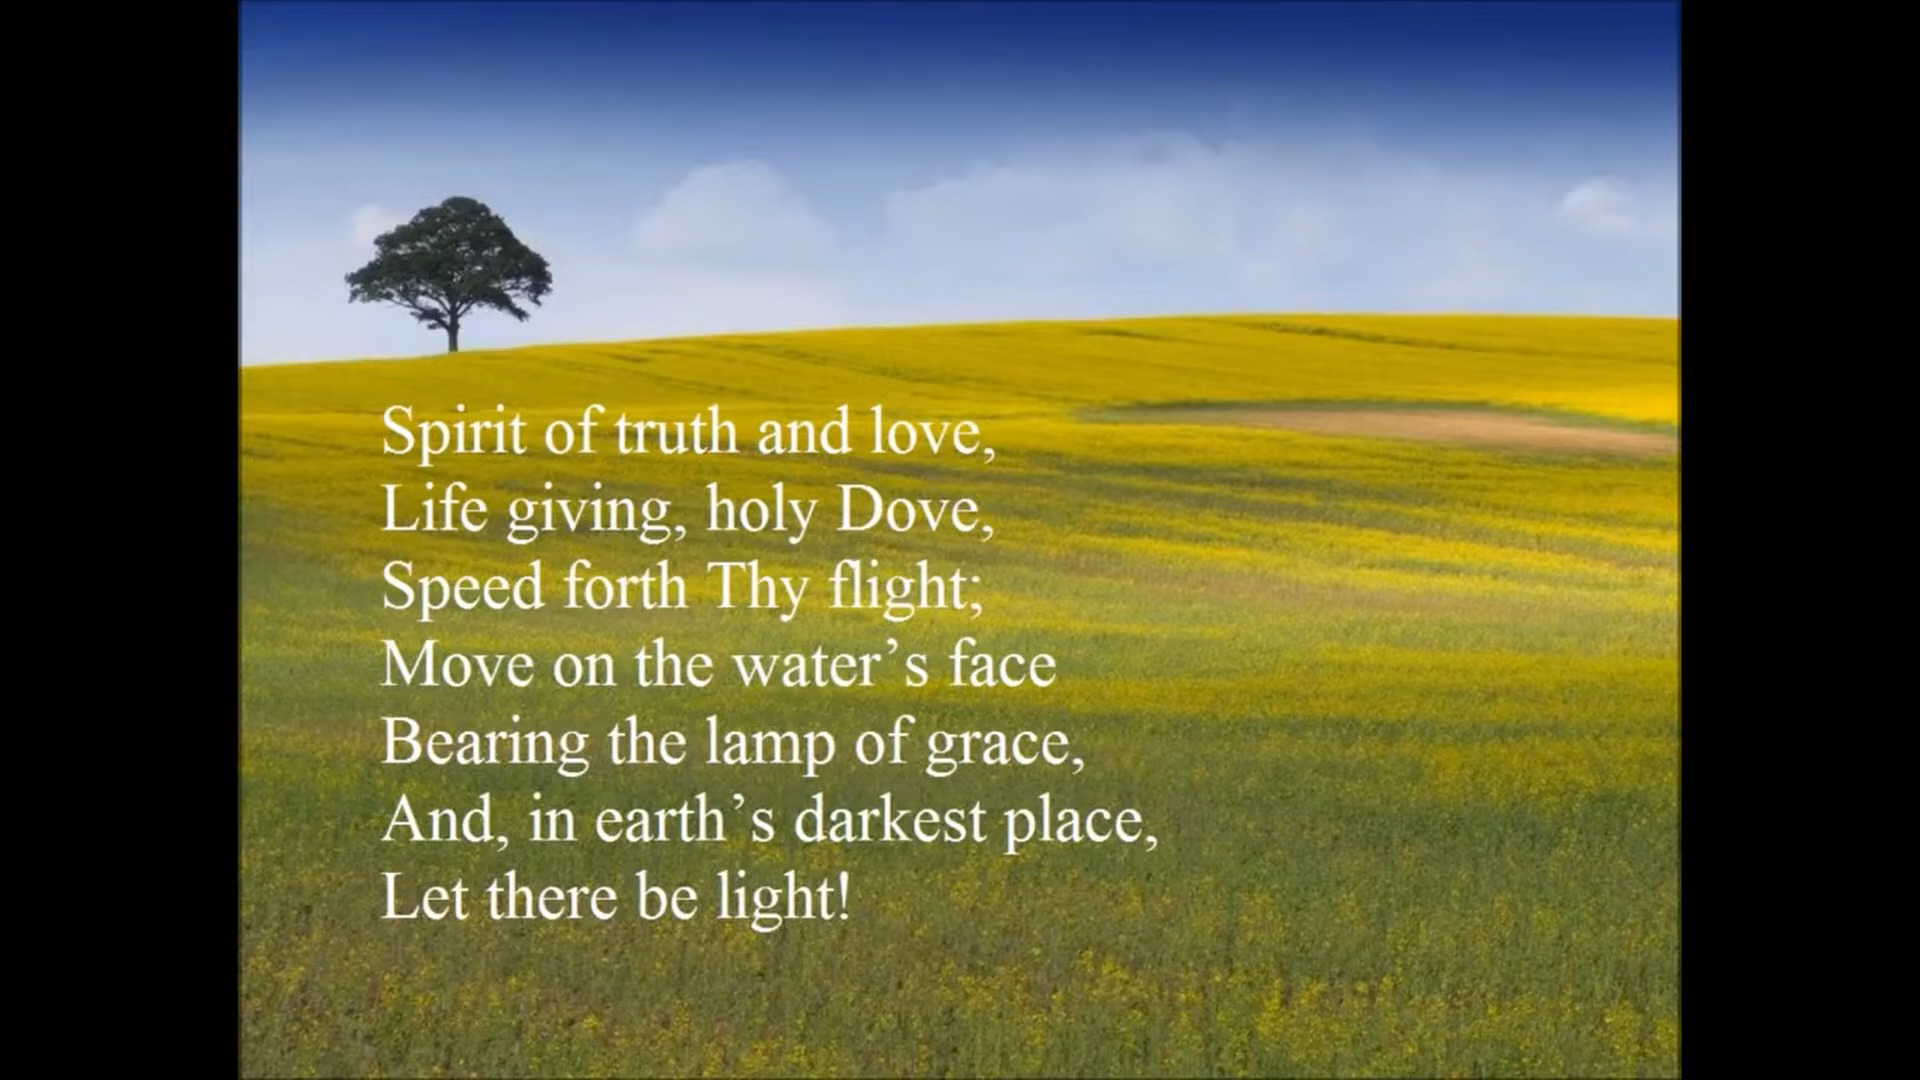 Spirit of truth and love,
Life giving, holy Dove,
Speed forth Thy flight;
Move on the water’s face
Bearing the lamp of grace,
And, in earth’s darkest place,
Let there be light!